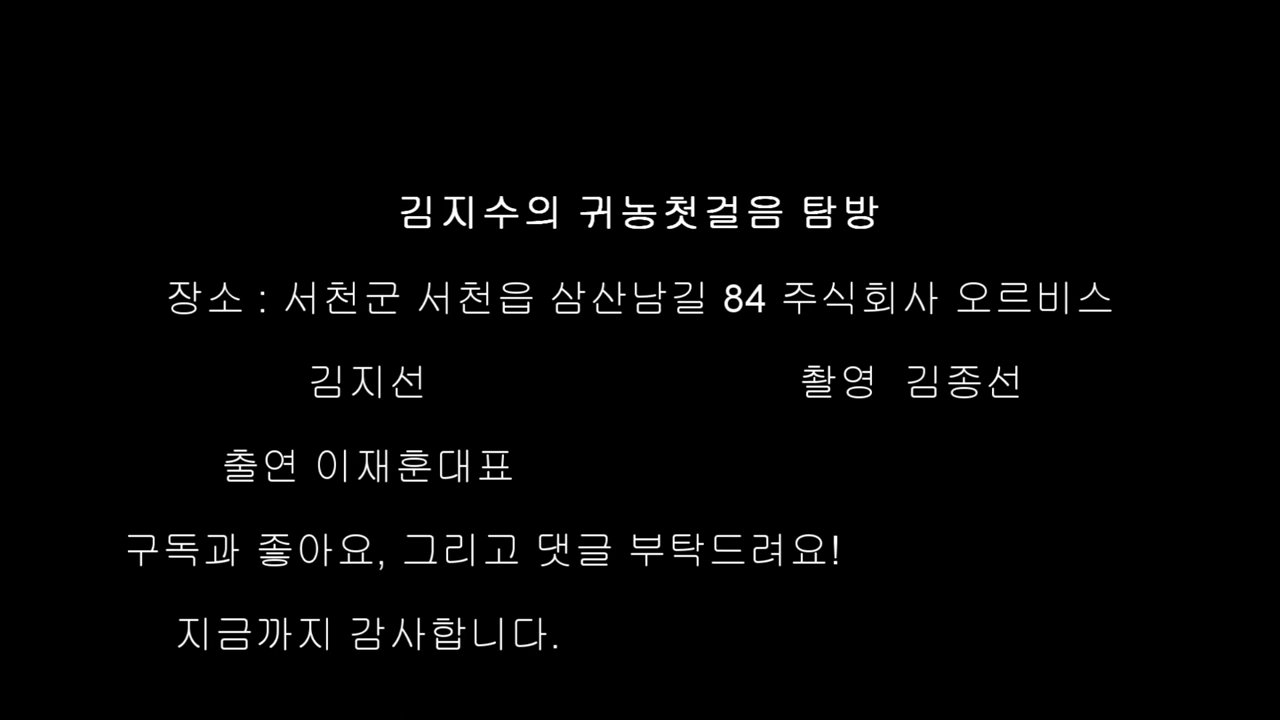 김지수의 귀농첫걸음 탐방
장소 : 서천군 서천읍 삼산남길 84 주식회사 오르비스
김지선 촬영 김종선
출연 이재훈대표
구독과 좋아요, 그리고 댓글 부탁드려요!
지금까지 감사합니다.